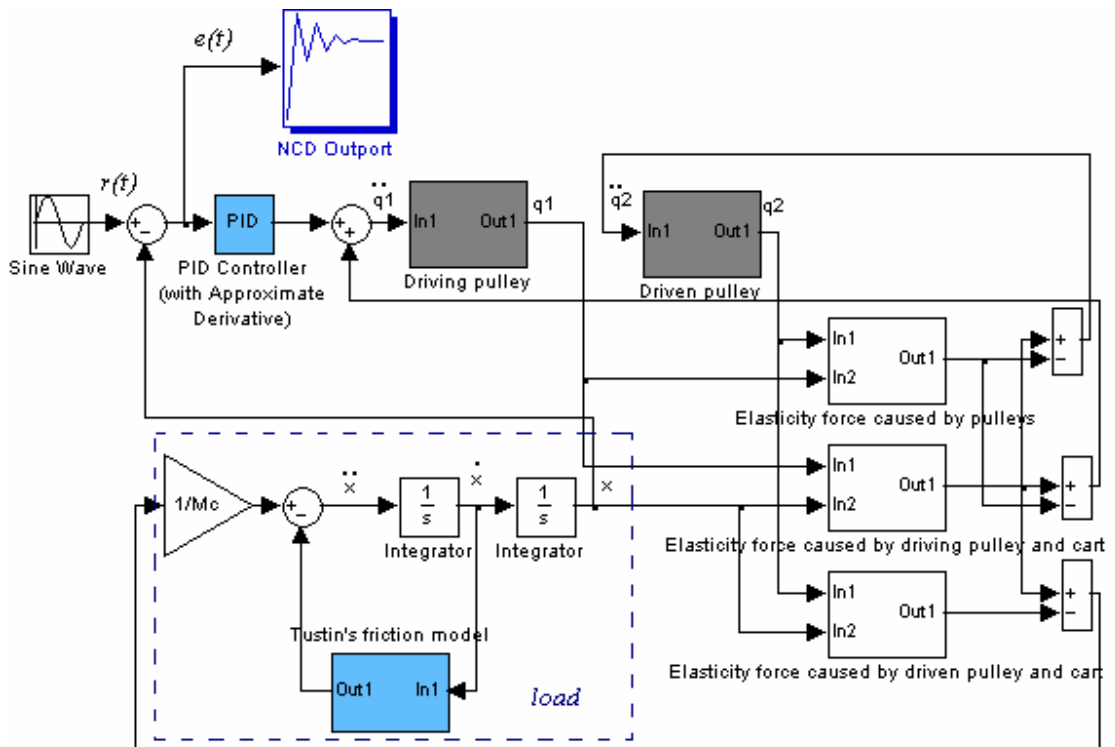 e(t)
NCD Outport
r(t)
Sine Wave
+
−
PID
PID Controller
(with Approximate
Derivative)
+
+
q̈1
In1
Out1
Driving pulley
q1
q̈2
In1
Out1
Driven pulley
q2
In1
In2
Out1
Elasticity force caused by pulleys
+
−
In1
In2
Out1
Elasticity force caused by driving pulley and cart
+
−
In1
In2
Out1
Elasticity force caused by driven pulley and cart
+
−
1/Mc
+
−
ẍ
1
s
Integrator
ẋ
1
s
Integrator
x
Tustin's friction model
Out1
In1
load